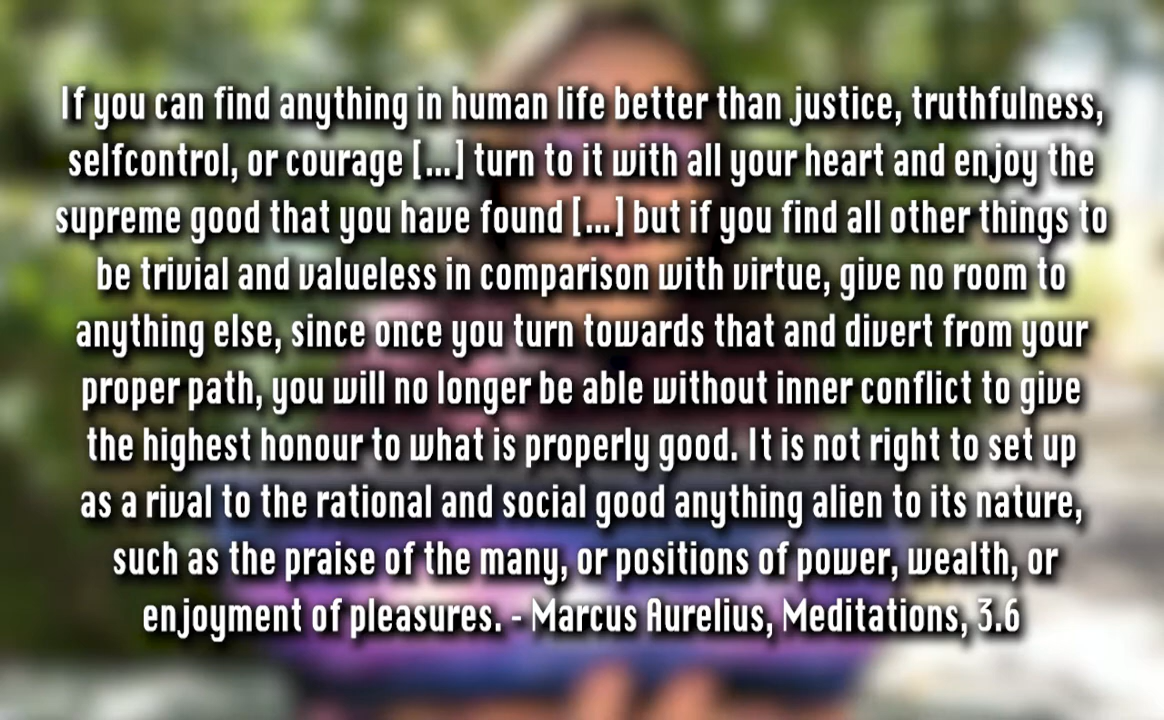 If you can find anything in human life better than justice, truthfulness,
selfcontrol, or courage [...] turn to it with all your heart and enjoy the
supreme good that you have found [...] but if you find all other things to
be trivial and valueless in comparison with virtue, give no room to
anything else, since once you turn towards that and divert from your
proper path, you will no longer be able without inner conflict to give
the highest honour to what is properly good. It is not right to set up
as a rival to the rational and social good anything alien to its nature,
such as the praise of the many, or positions of power, wealth, or
enjoyment of pleasures. - Marcus Aurelius, Meditations, 3.6